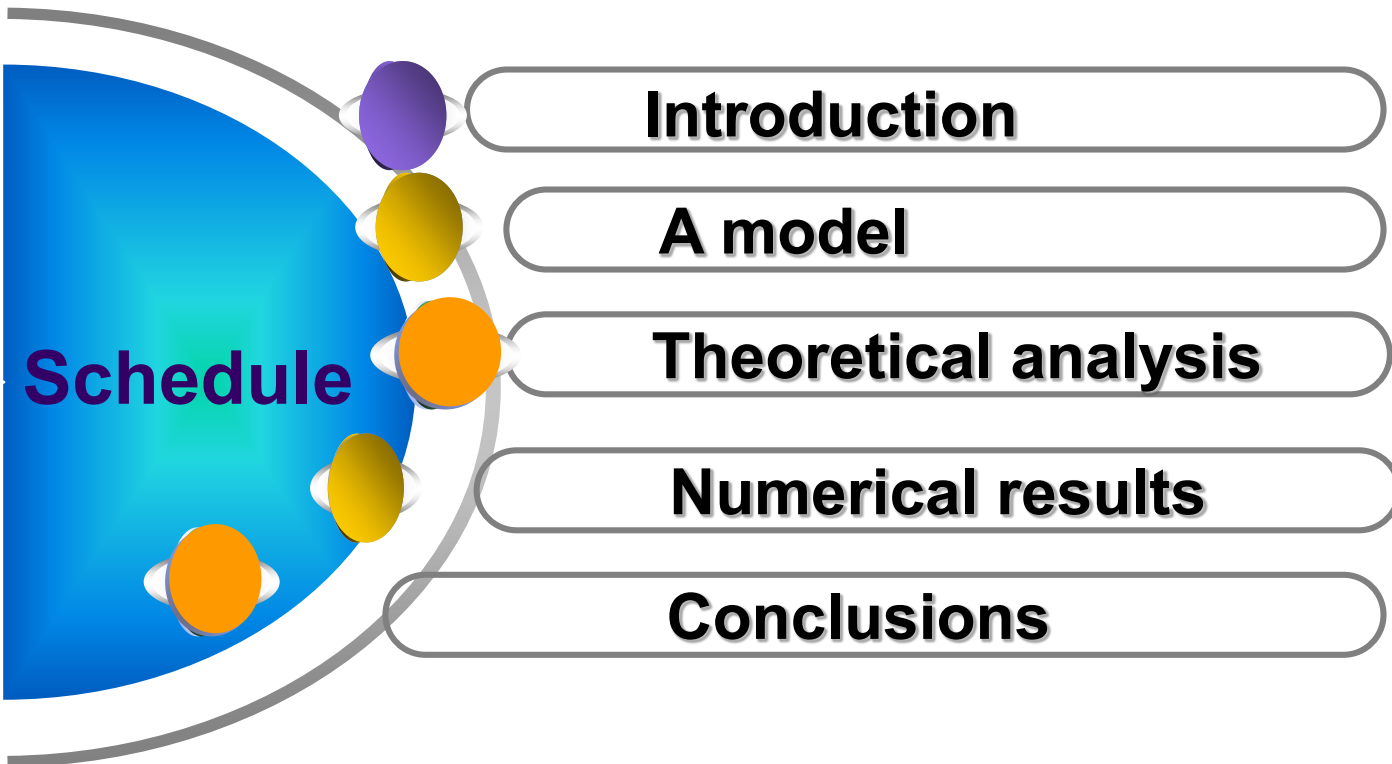 Schedule
Introduction
A model
Theoretical analysis
Numerical results
Conclusions